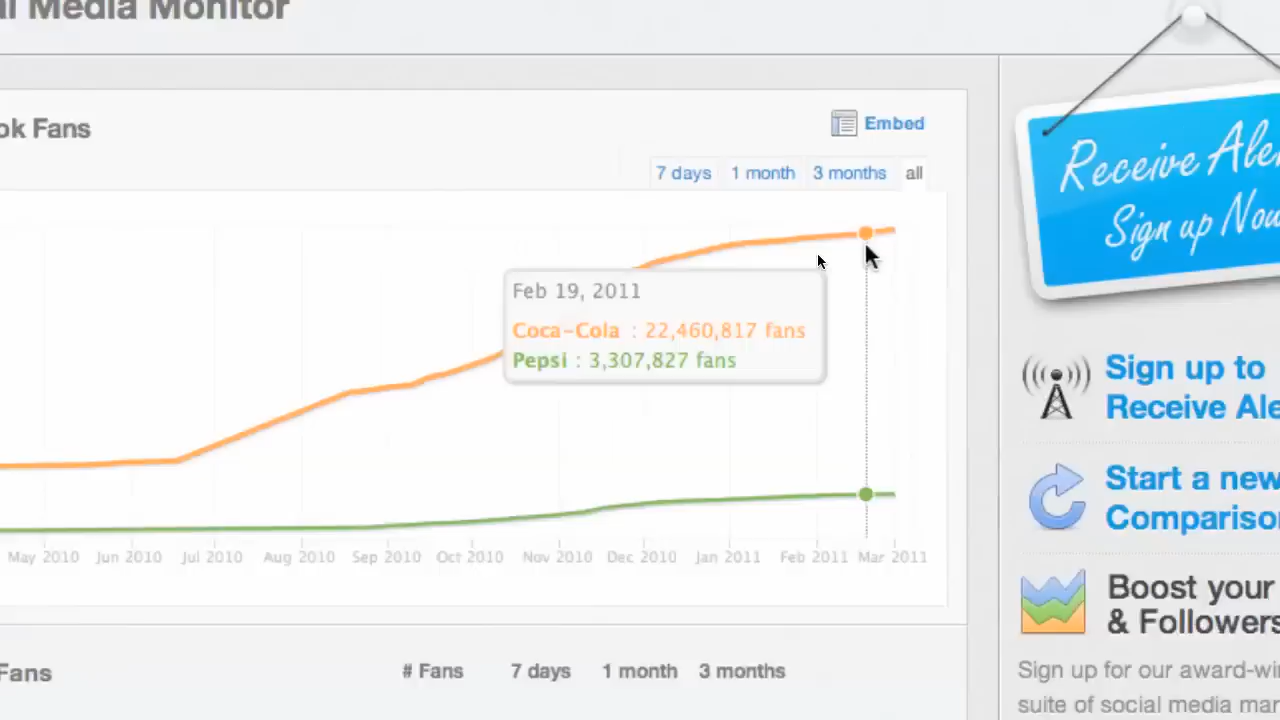 al Media Monitor
ok Fans
Embed
7 days 1 month 3 months all
Feb 19, 2011
Coca-Cola : 22,460,817 fans
Pepsi : 3,307,827 fans
May 2010 Jun 2010 Jul 2010 Aug 2010 Sep 2010 Oct 2010 Nov 2010 Dec 2010 Jan 2011 Feb 2011 Mar 2011
Fans # Fans 7 days 1 month 3 months
Receive Ale
Sign up Now
Sign up to
Receive Ale
Start a new
Comparison
Boost your
& Followers
Sign up for our award-wi
suite of social media mar